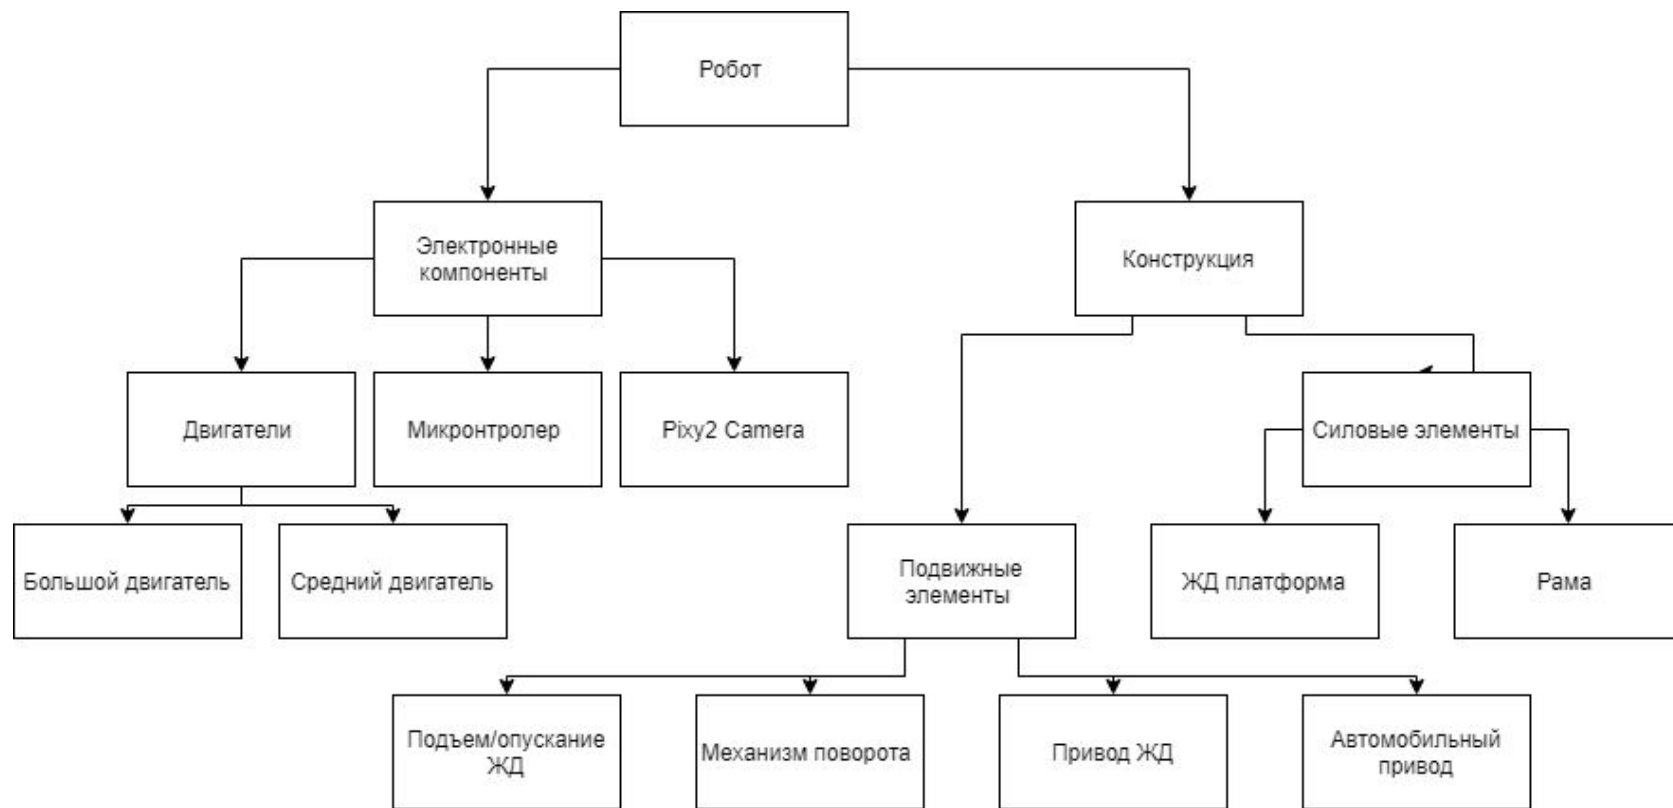 Робот
Электронные
компоненты
Конструкция
Двигатели
Микронтролер
Pixy2 Camera
Силовые элементы
Большой двигатель
Средний двигатель
Подвижные
элементы
ЖД платформа
Рама
Подъем/опускание
ЖД
Механизм поворота
Привод ЖД
Автомобильный
привод